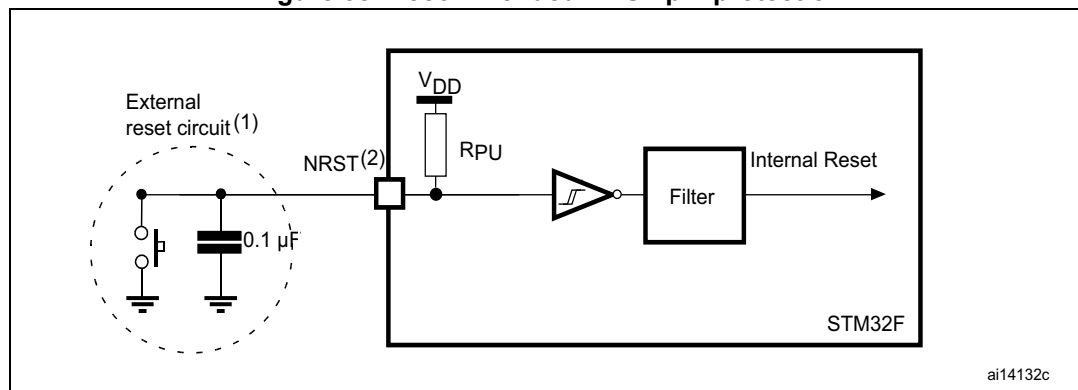 VDD
External
reset circuit(1)
NRST(2)
RPU
Internal Reset
Filter
0.1 μF
STM32F
ai14132c